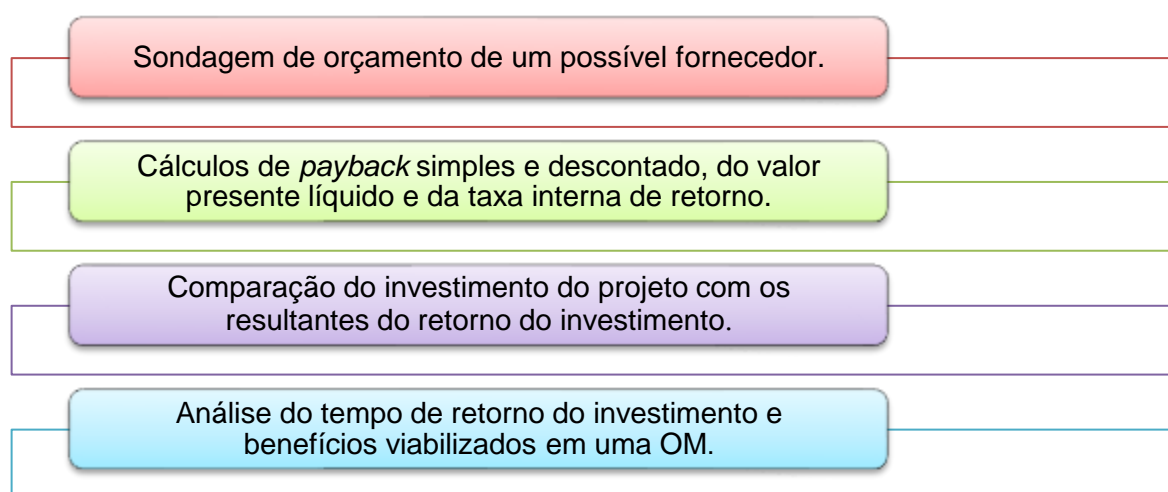 Sondagem de orçamento de um possível fornecedor.
Cálculos de payback simples e descontado, do valor
presente líquido e da taxa interna de retorno.
Comparação do investimento do projeto com os
resultantes do retorno do investimento.
Análise do tempo de retorno do investimento e
benefícios viabilizados em uma OM.